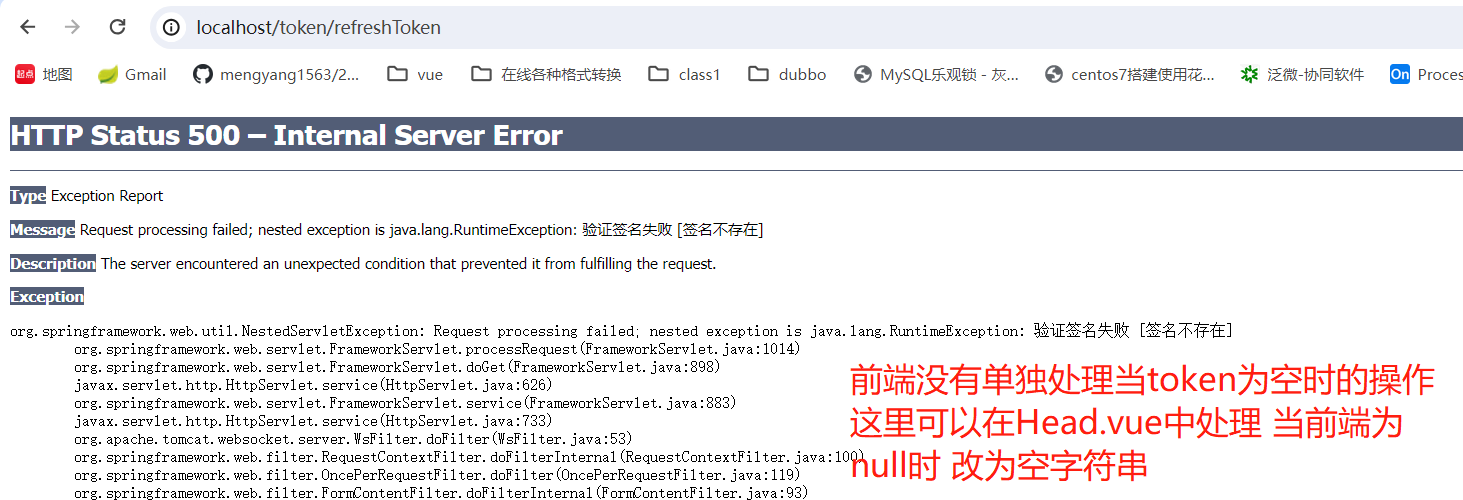 localhost/token/refreshToken
起点 地图 Gmail mengyang1563/2... vue 在线各种格式转换 class1 dubbo MySQL乐观锁 - 灰... centos7搭建使用花... 泛微-协同软件 On Proces
HTTP Status 500 – Internal Server Error
Type Exception Report
Message Request processing failed; nested exception is java.lang.RuntimeException: 验证签名失败 [签名不存在]
Description The server encountered an unexpected condition that prevented it from fulfilling the request.
Exception
org.springframework.web.util.NestedServletException: Request processing failed; nested exception is java.lang.RuntimeException: 验证签名失败 [签名不存在]
org.springframework.web.servlet.FrameworkServlet.processRequest(FrameworkServlet.java:1014)
org.springframework.web.servlet.FrameworkServlet.doGet(FrameworkServlet.java:898)
javax.servlet.http.HttpServlet.service(HttpServlet.java:626)
org.springframework.web.servlet.FrameworkServlet.service(FrameworkServlet.java:883)
javax.servlet.http.HttpServlet.service(HttpServlet.java:733)
org.apache.tomcat.websocket.server.WsFilter.doFilter(WsFilter.java:53)
org.springframework.web.filter.RequestContextFilter.doFilterInternal(RequestContextFilter.java:100)
org.springframework.web.filter.OncePerRequestFilter.doFilter(OncePerRequestFilter.java:119)
org.springframework.web.filter.FormContentFilter.doFilterInternal(FormContentFilter.java:93)
前端没有单独处理当token为空时的操作
这里可以在Head.vue中处理 当前端为
null时 改为空字符串